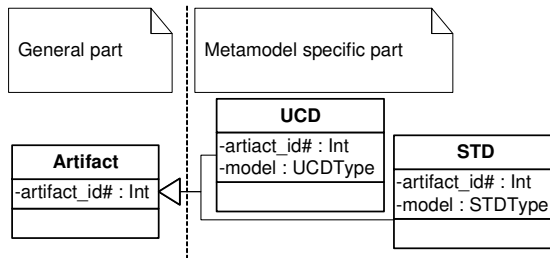 General part
Metamodel specific part
UCD
-artiact_id# : Int
-model : UCDType
Artifact
-artifact_id# : Int
STD
-artifact_id# : Int
-model : STDType